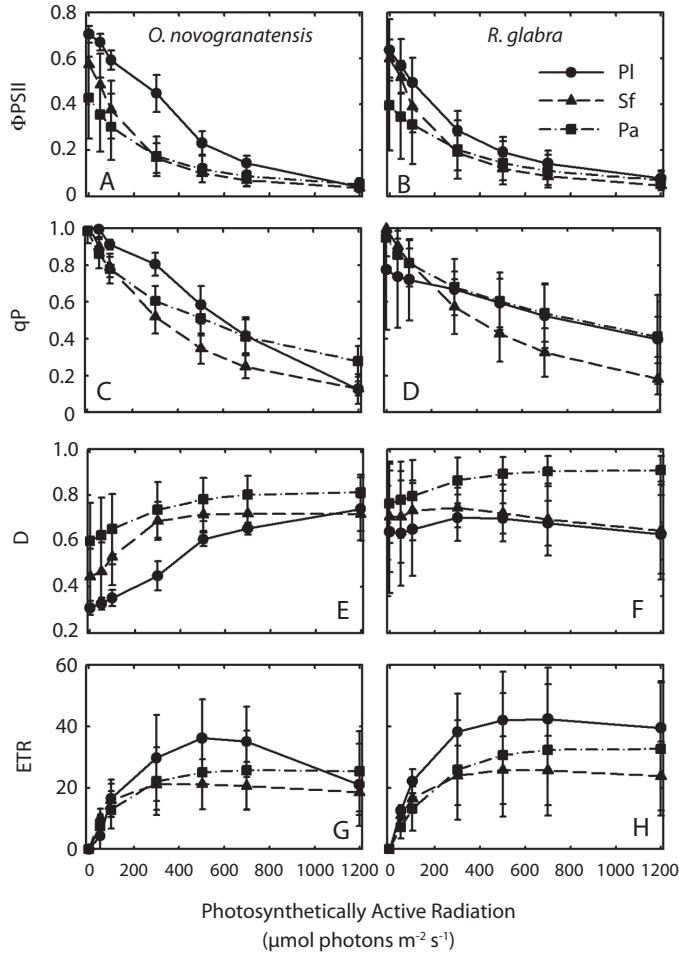 O. novogranatensis
R. glabra
0.8
0.6
0.4
0.2
0
ΦPSII
A
B
Pl
Sf
Pa
1.0
0.8
0.6
0.4
0.2
0
qP
C
D
1.0
0.8
0.6
0.4
0.2
D
E
F
60
40
20
0
ETR
G
H
0 200 400 600 800 1000 1200
200 400 600 800 1000 1200
Photosynthetically Active Radiation
(µmol photons m-2 s-1)